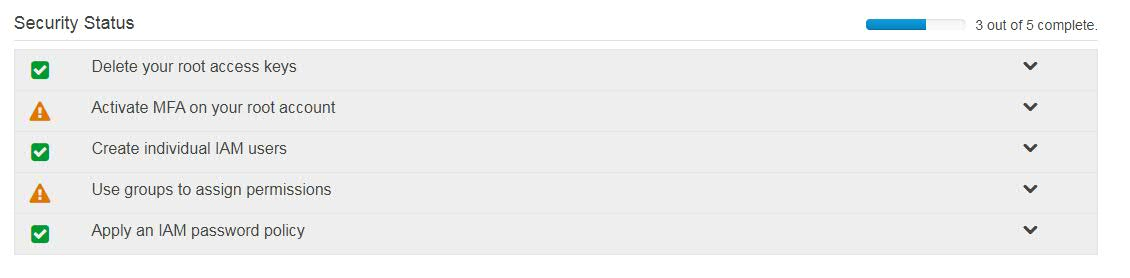 Security Status
3 out of 5 complete.
Delete your root access keys
Activate MFA on your root account
Create individual IAM users
Use groups to assign permissions
Apply an IAM password policy